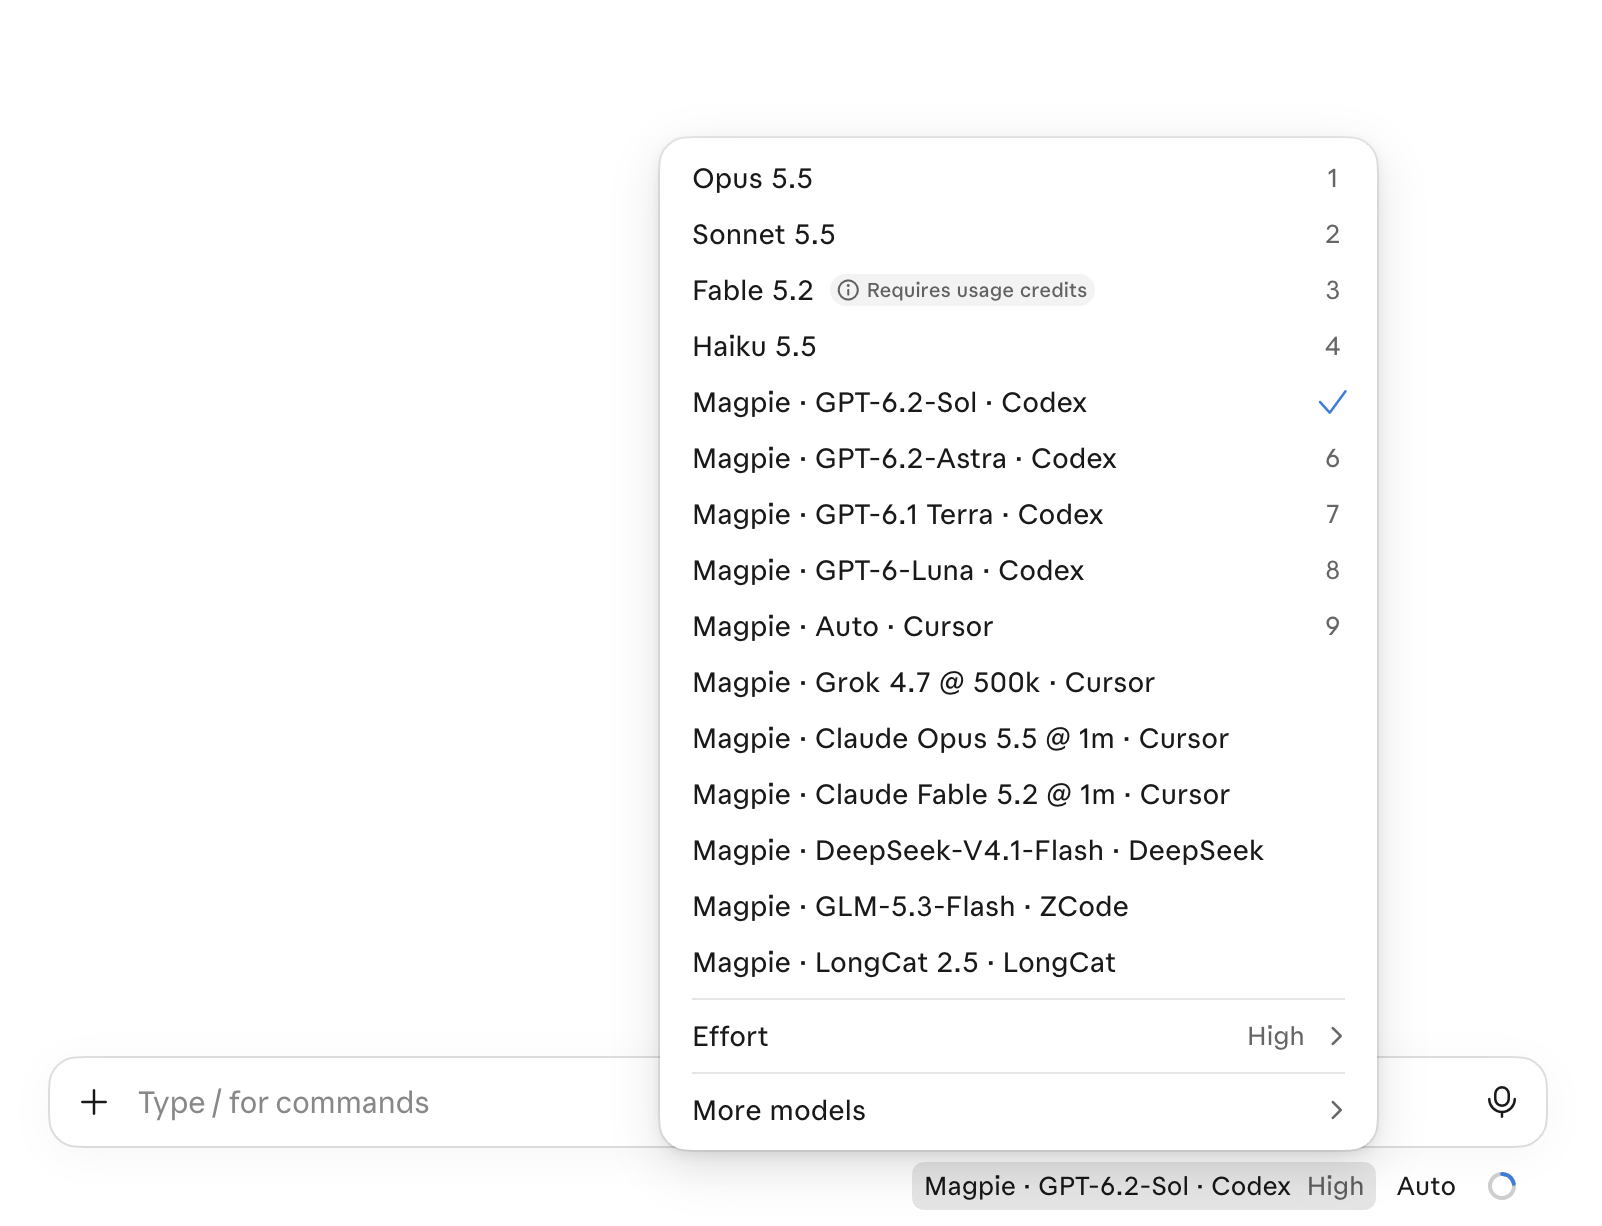 Opus 5.5 1
Sonnet 5.5 2
Fable 5.2 Requires usage credits 3
Haiku 5.5 4
Magpie · GPT-6.2-Sol · Codex
Magpie · GPT-6.2-Astra · Codex 6
Magpie · GPT-6.1 Terra · Codex 7
Magpie · GPT-6-Luna · Codex 8
Magpie · Auto · Cursor 9
Magpie · Grok 4.7 @ 500k · Cursor
Magpie · Claude Opus 5.5 @ 1m · Cursor
Magpie · Claude Fable 5.2 @ 1m · Cursor
Magpie · DeepSeek-V4.1-Flash · DeepSeek
Magpie · GLM-5.3-Flash · ZCode
Magpie · LongCat 2.5 · LongCat
Effort High
Type / for commands
More models
Magpie · GPT-6.2-Sol · Codex High Auto